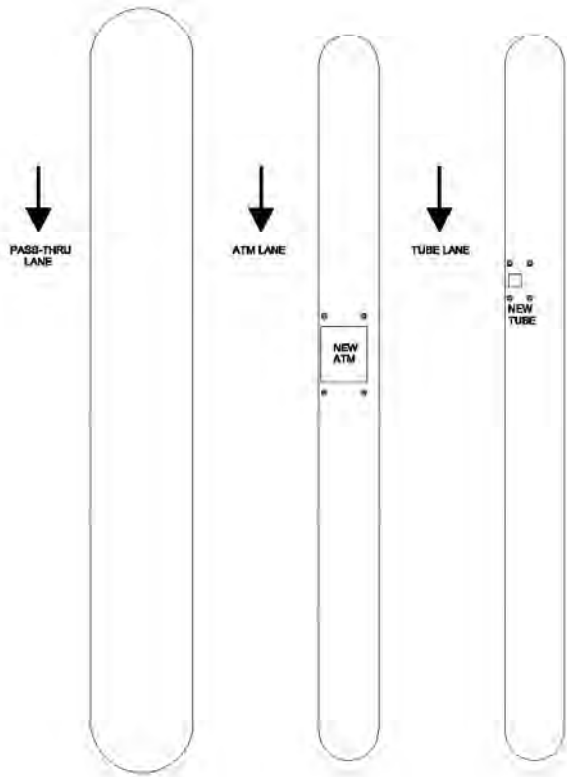 PASS-THRU
LANE
ATM LANE
TUBE LANE
NEW
TUBE
NEW
ATM